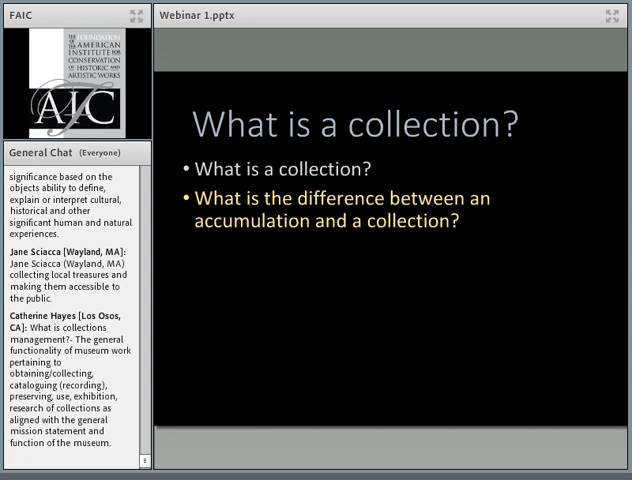 FAIC
THE FOUNDATION
OF THE AMERICAN
INSTITUTE FOR
CONSERVATION
OF HISTORIC AND
ARTISTIC WORKS
AIC
General Chat (Everyone)
significance based on the
objects ability to define,
explain or interpret cultural,
historical and other
significant human and natural
experiences.
Jane Sciacca [Wayland, MA]:
Jane Sciacca (Wayland, MA)
collecting local treasures and
making them accessible to
the public.
Catherine Hayes [Los Osos,
CA]: What is collections
management?- The general
functionality of museum work
pertaining to
obtaining/collecting,
cataloguing (recording),
preserving, use, exhibition,
research of collections as
aligned with the general
mission statement and
function of the museum.
Webinar 1.pptx
What is a collection?
• What is a collection?
• What is the difference between an
accumulation and a collection?